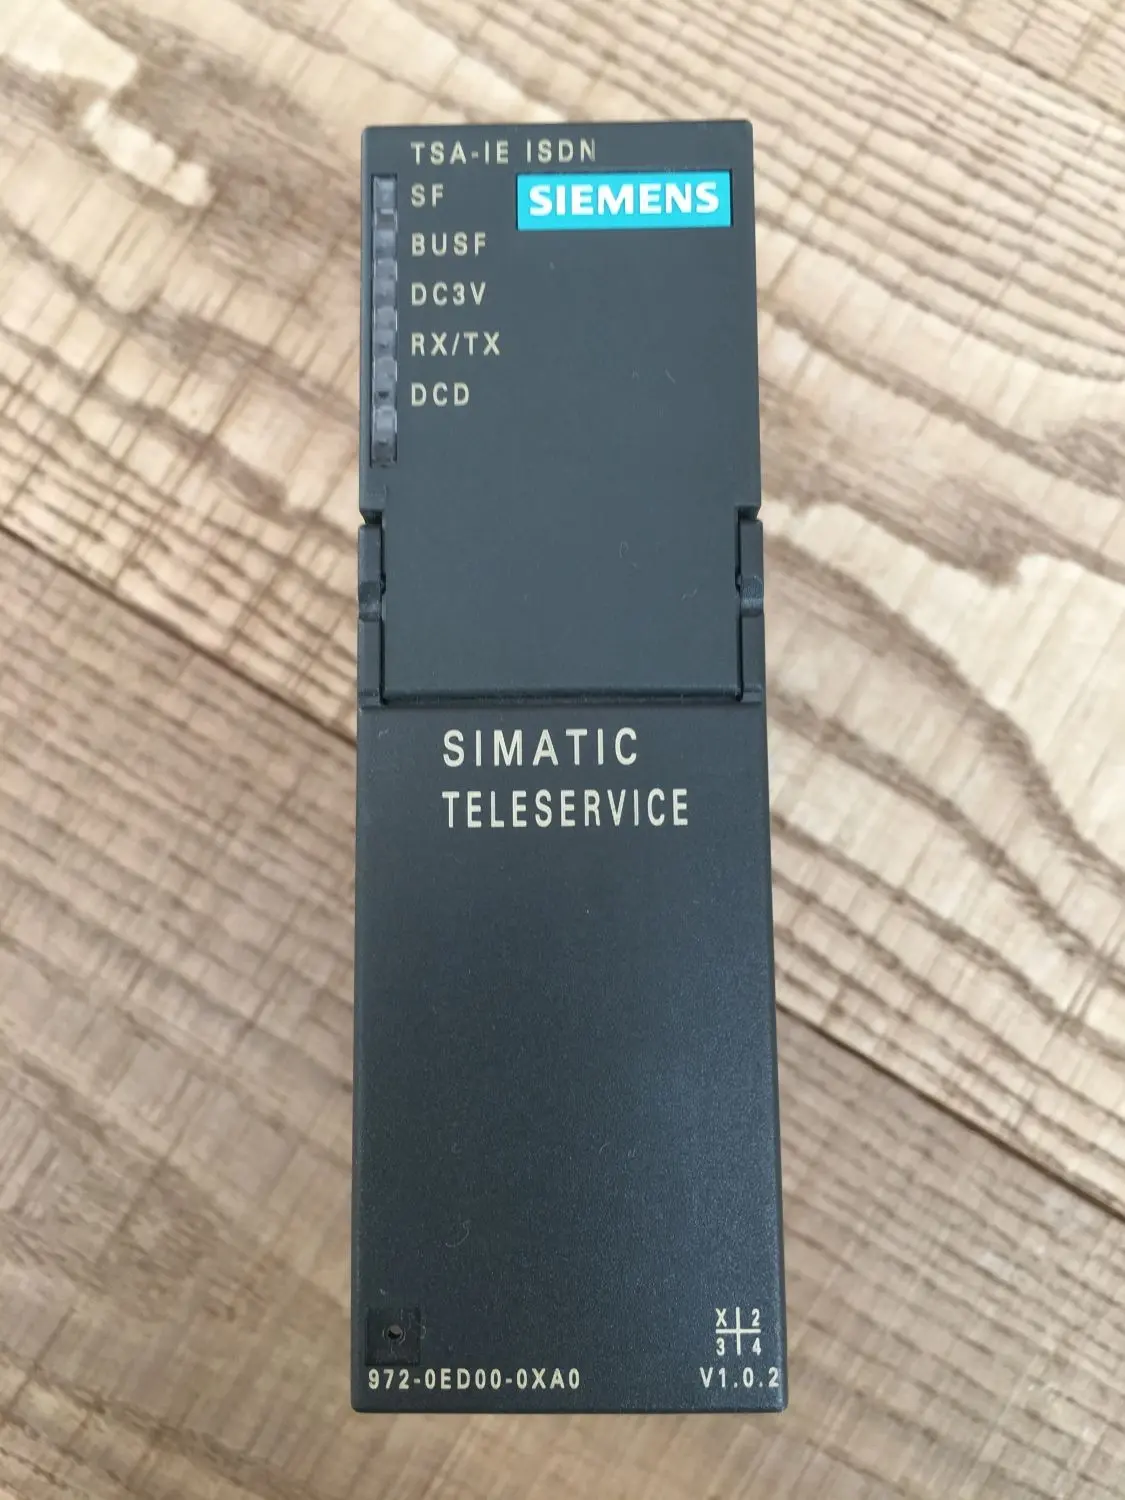 TSA-IE ISDN
SF
SIEMENS
BUSF
DC3V
RX/TX
DCD
SIMATIC
TELESERVICE
X 2
3 4
972-0ED00-0XA0 V1.0.2